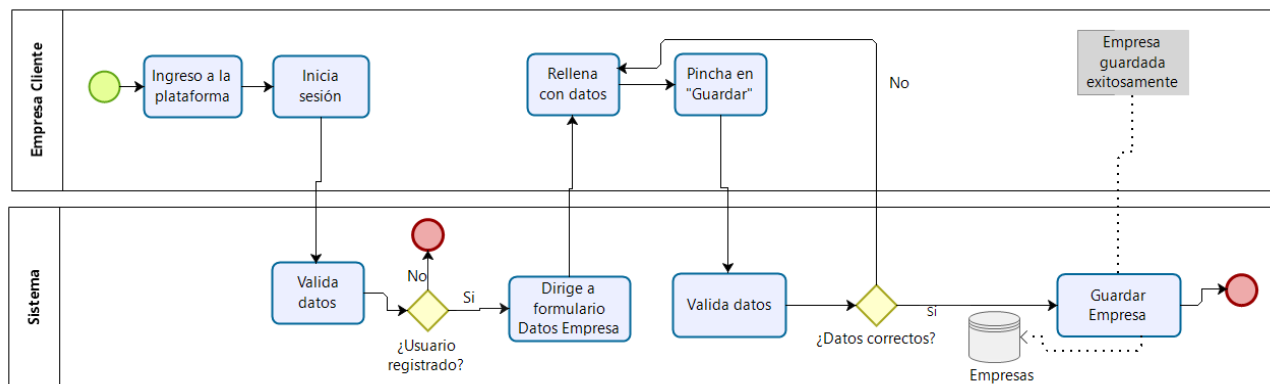 Empresa Cliente
Ingreso a la
plataforma
Inicia
sesión
Rellena
con datos
Pincha en
"Guardar"
No
Empresa
guardada
exitosamente
Sistema
Valida
datos
No
¿Usuario
registrado?
Si
Dirige a
formulario
Datos Empresa
Valida datos
¿Datos correctos?
Si
Empresas
Guardar
Empresa